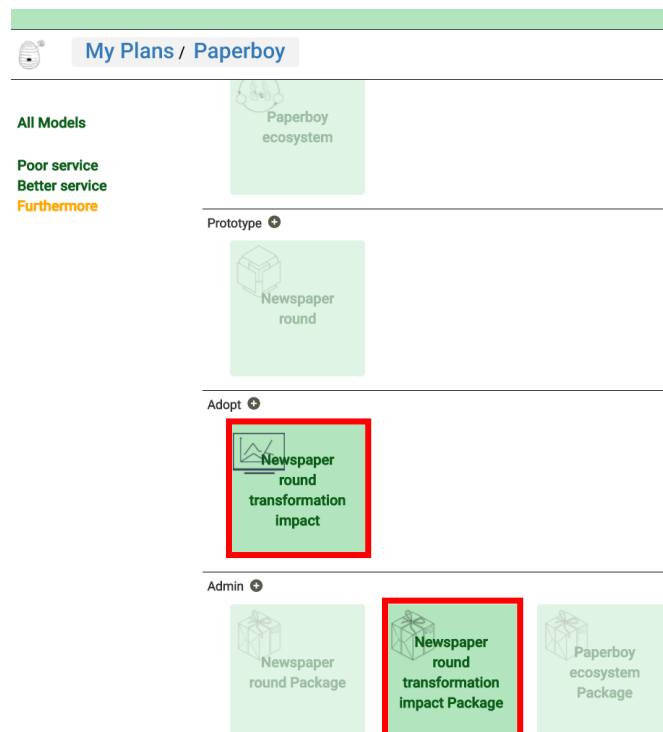 My Plans / Paperboy
All Models
Poor service
Better service
Furthermore
Paperboy
ecosystem
Prototype
Newspaper
round
Adopt
Newspaper
round
transformation
impact
Admin
Newspaper
round Package
Newspaper
round
transformation
impact Package
Paperboy
ecosystem
Package